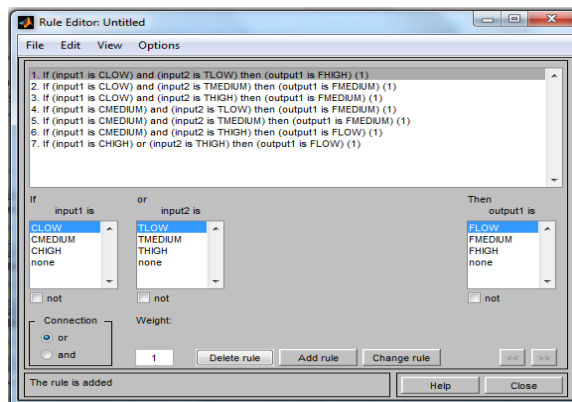 Rule Editor: Untitled
File Edit View Options
1. If (input1 is CLOW) and (input2 is TLOW) then (output1 is FHIGH) (1)
2. If (input1 is CLOW) and (input2 is TMEDIUM) then (output1 is FMEDIUM) (1)
3. If (input1 is CLOW) and (input2 is THIGH) then (output1 is FMEDIUM) (1)
4. If (input1 is CMEDIUM) and (input2 is TLOW) then (output1 is FMEDIUM) (1)
5. If (input1 is CMEDIUM) and (input2 is TMEDIUM) then (output1 is FMEDIUM) (1)
6. If (input1 is CMEDIUM) and (input2 is THIGH) then (output1 is FLOW) (1)
7. If (input1 is CHIGH) or (input2 is THIGH) then (output1 is FLOW) (1)
If or Then
input1 is input2 is output1 is
CLOW TLOW FLOW
CMEDIUM TMEDIUM FMEDIUM
CHIGH THIGH FHIGH
none none none
not not not
Connection Weight:
or
and 1 Delete rule Add rule Change rule << >>
The rule is added Help Close